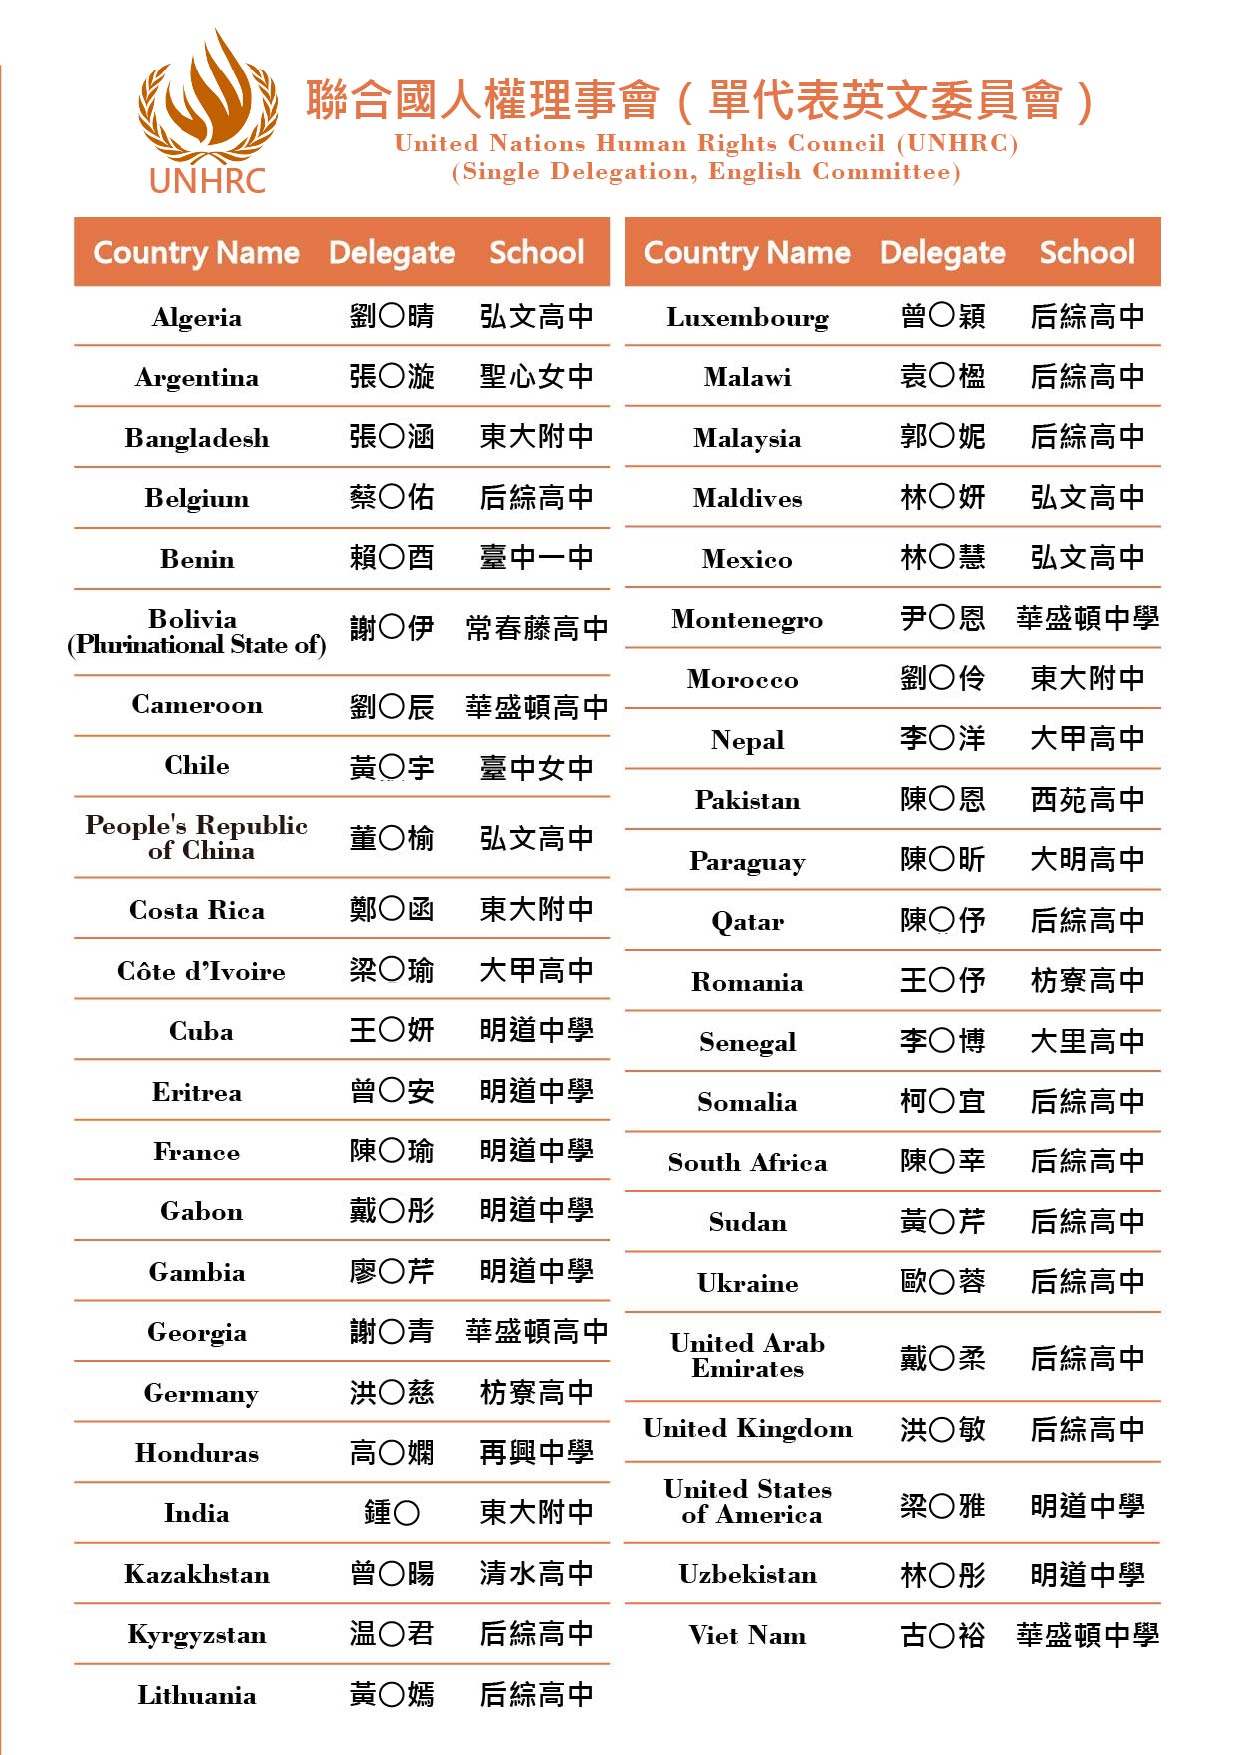 UNHRC
聯合國人權理事會（單代表英文委員會）
United Nations Human Rights Council (UNHRC)
(Single Delegation, English Committee)
Country Name Delegate School
Algeria 劉〇晴 弘文高中
Argentina 張〇漩 聖心女中
Bangladesh 張〇涵 東大附中
Belgium 蔡〇佑 后綜高中
Benin 賴〇酉 臺中一中
Bolivia
(Plurinational State of) 謝〇伊 常春藤高中
Cameroon 劉〇辰 華盛頓高中
Chile 黃〇宇 臺中女中
People's Republic
of China 董〇榆 弘文高中
Costa Rica 鄭〇函 東大附中
Côte d’Ivoire 梁〇瑜 大甲高中
Cuba 王〇妍 明道中學
Eritrea 曾〇安 明道中學
France 陳〇瑜 明道中學
Gabon 戴〇彤 明道中學
Gambia 廖〇芹 明道中學
Georgia 謝〇青 華盛頓高中
Germany 洪〇慈 枋寮高中
Honduras 高〇嫻 再興中學
India 鍾〇 東大附中
Kazakhstan 曾〇暘 清水高中
Kyrgyzstan 温〇君 后綜高中
Lithuania 黃〇嫣 后綜高中
Country Name Delegate School
Luxembourg 曾〇穎 后綜高中
Malawi 袁〇楹 后綜高中
Malaysia 郭〇妮 后綜高中
Maldives 林〇妍 弘文高中
Mexico 林〇慧 弘文高中
Montenegro 尹〇恩 華盛頓中學
Morocco 劉〇伶 東大附中
Nepal 李〇洋 大甲高中
Pakistan 陳〇恩 西苑高中
Paraguay 陳〇昕 大明高中
Qatar 陳〇伃 后綜高中
Romania 王〇伃 枋寮高中
Senegal 李〇博 大里高中
Somalia 柯〇宜 后綜高中
South Africa 陳〇幸 后綜高中
Sudan 黃〇芹 后綜高中
Ukraine 歐〇蓉 后綜高中
United Arab
Emirates 戴〇柔 后綜高中
United Kingdom 洪〇敏 后綜高中
United States
of America 梁〇雅 明道中學
Uzbekistan 林〇彤 明道中學
Viet Nam 古〇裕 華盛頓中學